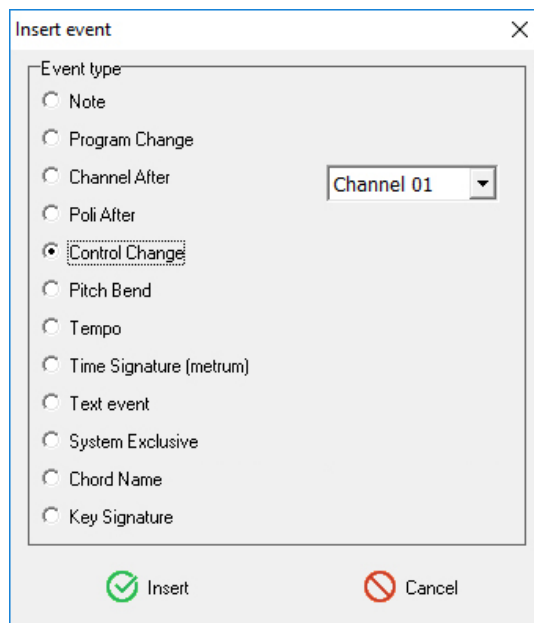 Insert event
Event type
Note
Program Change
Channel After
Channel 01
Poli After
Control Change
Pitch Bend
Tempo
Time Signature (metrum)
Text event
System Exclusive
Chord Name
Key Signature
Insert
Cancel